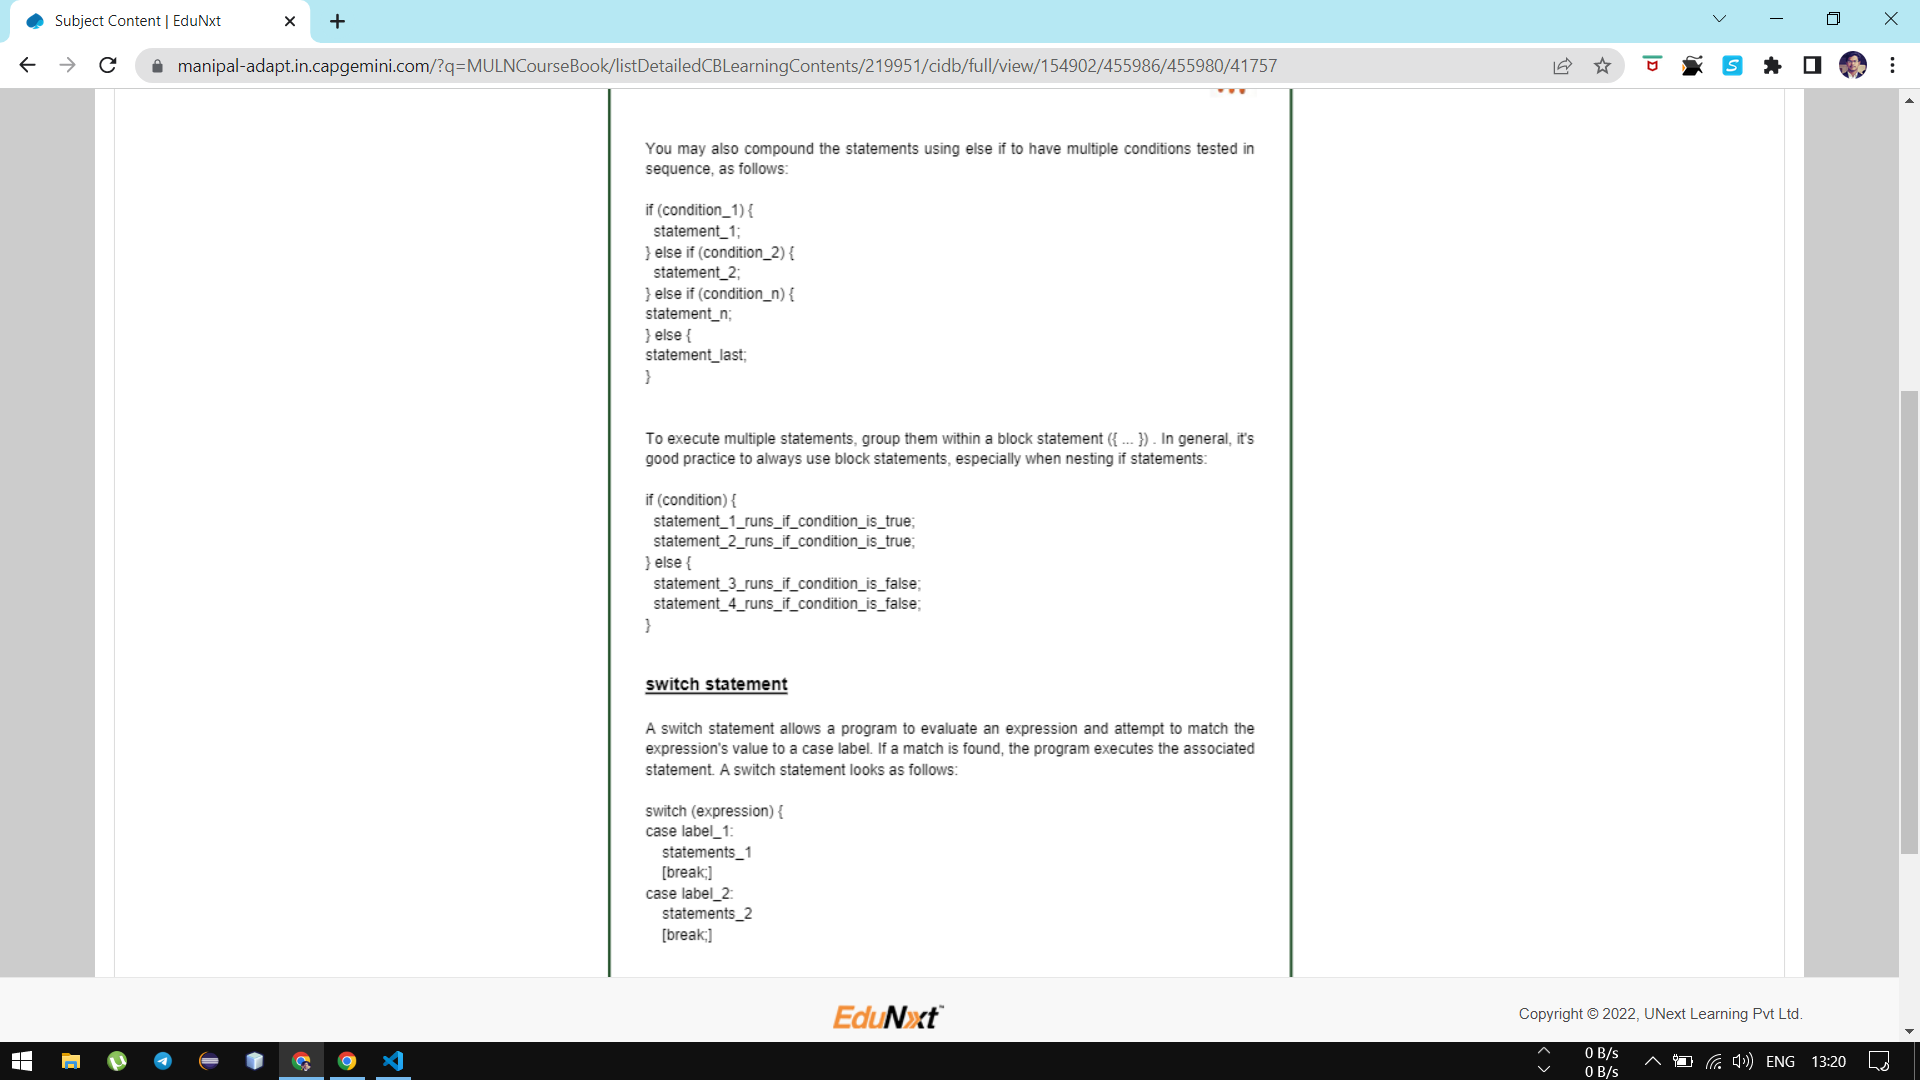 Subject Content | EduNxt
manipal-adapt.in.capgemini.com/?q=MULNCourseBook/listDetailedCBLearningContents/219951/cidb/full/view/154902/455986/455980/41757
You may also compound the statements using else if to have multiple conditions tested in
sequence, as follows:
if (condition_1) {
statement_1;
} else if (condition_2) {
statement_2;
} else if (condition_n) {
statement_n;
} else {
statement_last;
}
To execute multiple statements, group them within a block statement ({ ... }) . In general, it's
good practice to always use block statements, especially when nesting if statements:
if (condition) {
statement_1_runs_if_condition_is_true;
statement_2_runs_if_condition_is_true;
} else {
statement_3_runs_if_condition_is_false;
statement_4_runs_if_condition_is_false;
}
switch statement
A switch statement allows a program to evaluate an expression and attempt to match the
expression's value to a case label. If a match is found, the program executes the associated
statement. A switch statement looks as follows:
switch (expression) {
case label_1:
statements_1
[break;]
case label_2:
statements_2
[break;]
EduNxt™
Copyright © 2022, UNext Learning Pvt Ltd.
0 B/s
0 B/s
ENG
13:20